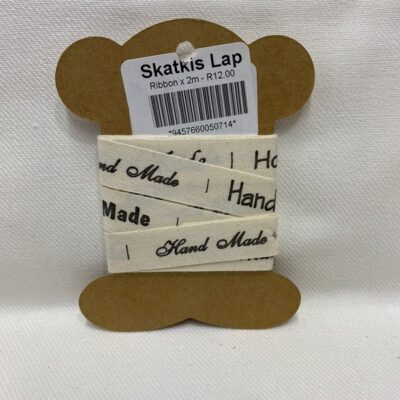 Skatkis Lap
Ribbon x 2m - R12.00
*9457660050714*
Hand Made
Hand
Made
Hand Made